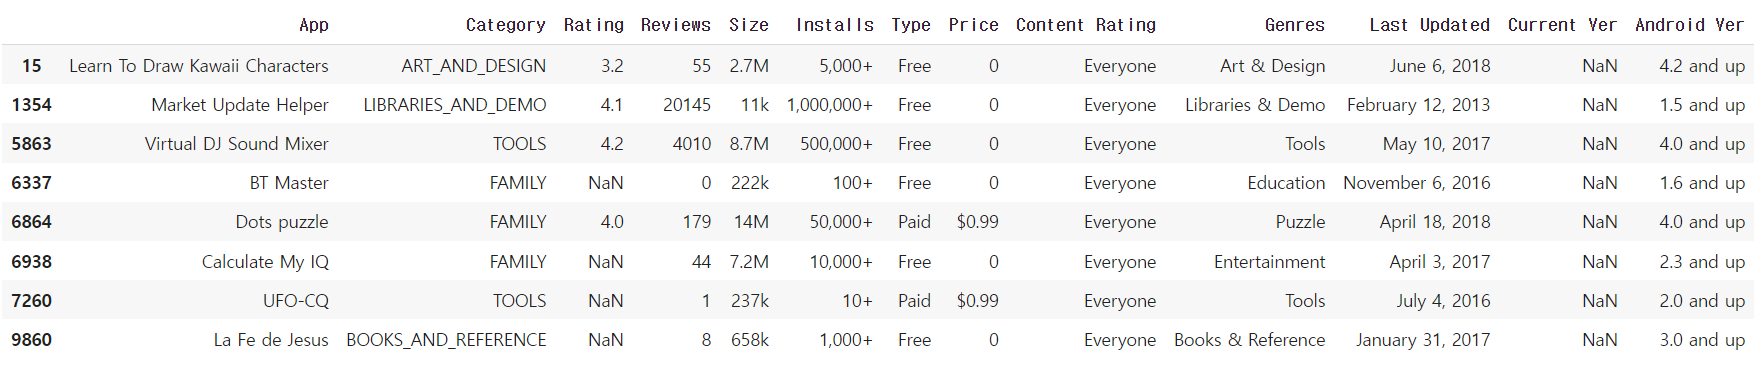 App Category Rating Reviews Size Installs Type Price Content Rating Genres Last Updated Current Ver Android Ver
15 Learn To Draw Kawaii Characters ART_AND_DESIGN 3.2 55 2.7M 5,000+ Free 0 Everyone Art & Design June 6, 2018 NaN 4.2 and up
1354 Market Update Helper LIBRARIES_AND_DEMO 4.1 20145 11k 1,000,000+ Free 0 Everyone Libraries & Demo February 12, 2013 NaN 1.5 and up
5863 Virtual DJ Sound Mixer TOOLS 4.2 4010 8.7M 500,000+ Free 0 Everyone Tools May 10, 2017 NaN 4.0 and up
6337 BT Master FAMILY NaN 0 222k 100+ Free 0 Everyone Education November 6, 2016 NaN 1.6 and up
6864 Dots puzzle FAMILY 4.0 179 14M 50,000+ Paid $0.99 Everyone Puzzle April 18, 2018 NaN 4.0 and up
6938 Calculate My IQ FAMILY NaN 44 7.2M 10,000+ Free 0 Everyone Entertainment April 3, 2017 NaN 2.3 and up
7260 UFO-CQ TOOLS NaN 1 237k 10+ Paid $0.99 Everyone Tools July 4, 2016 NaN 2.0 and up
9860 La Fe de Jesus BOOKS_AND_REFERENCE NaN 8 658k 1,000+ Free 0 Everyone Books & Reference January 31, 2017 NaN 3.0 and up